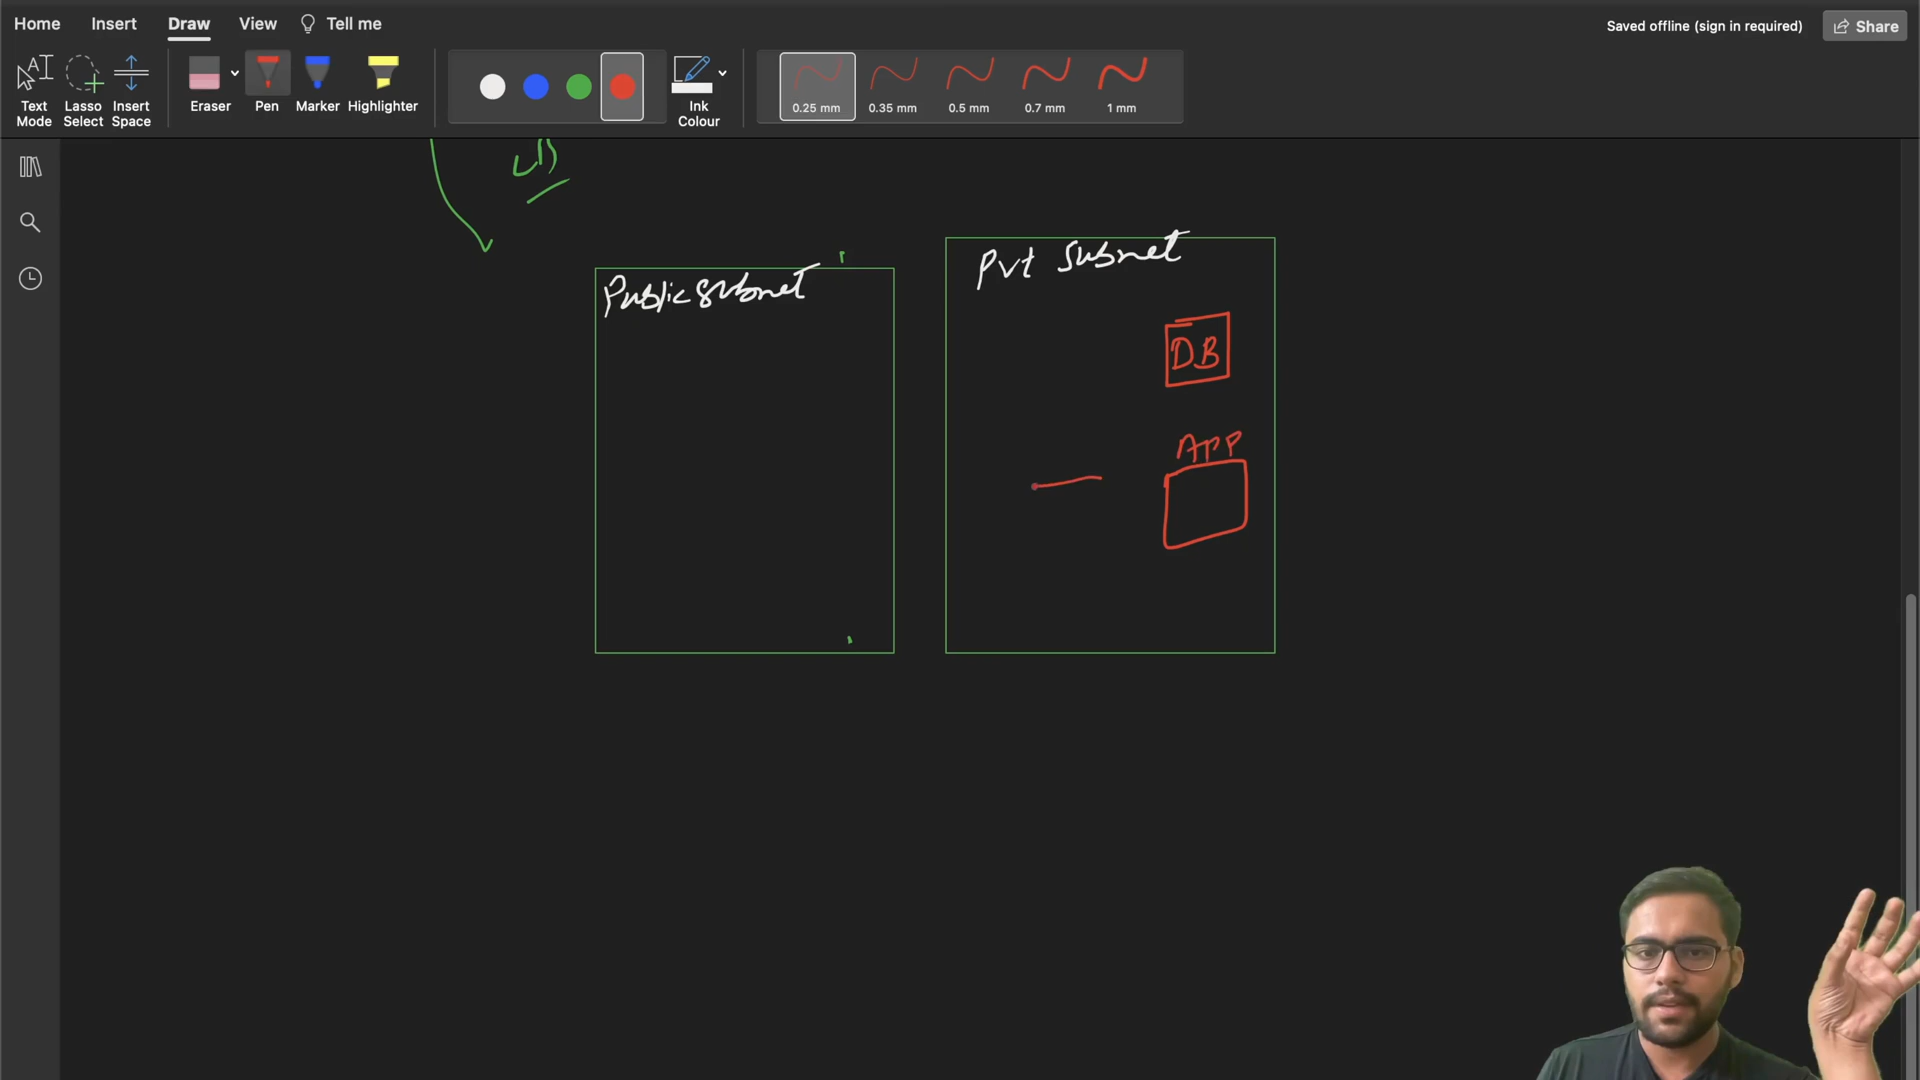 Home Insert Draw View Tell me
Saved offline (sign in required) Share
Text Mode
Lasso Select
Insert Space
Eraser
Pen
Marker
Highlighter
Ink Colour
0.25 mm
0.35 mm
0.5 mm
0.7 mm
1 mm
Public subnet
Pvt Subnet
DB
APP